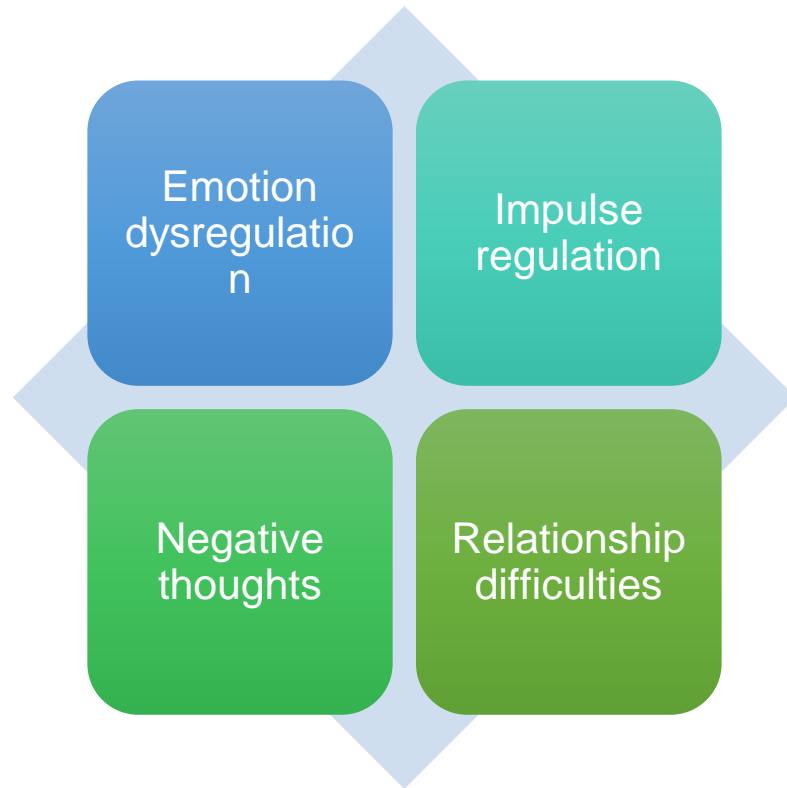 Emotion
dysregulatio
n
Impulse
regulation
Negative
thoughts
Relationship
difficulties